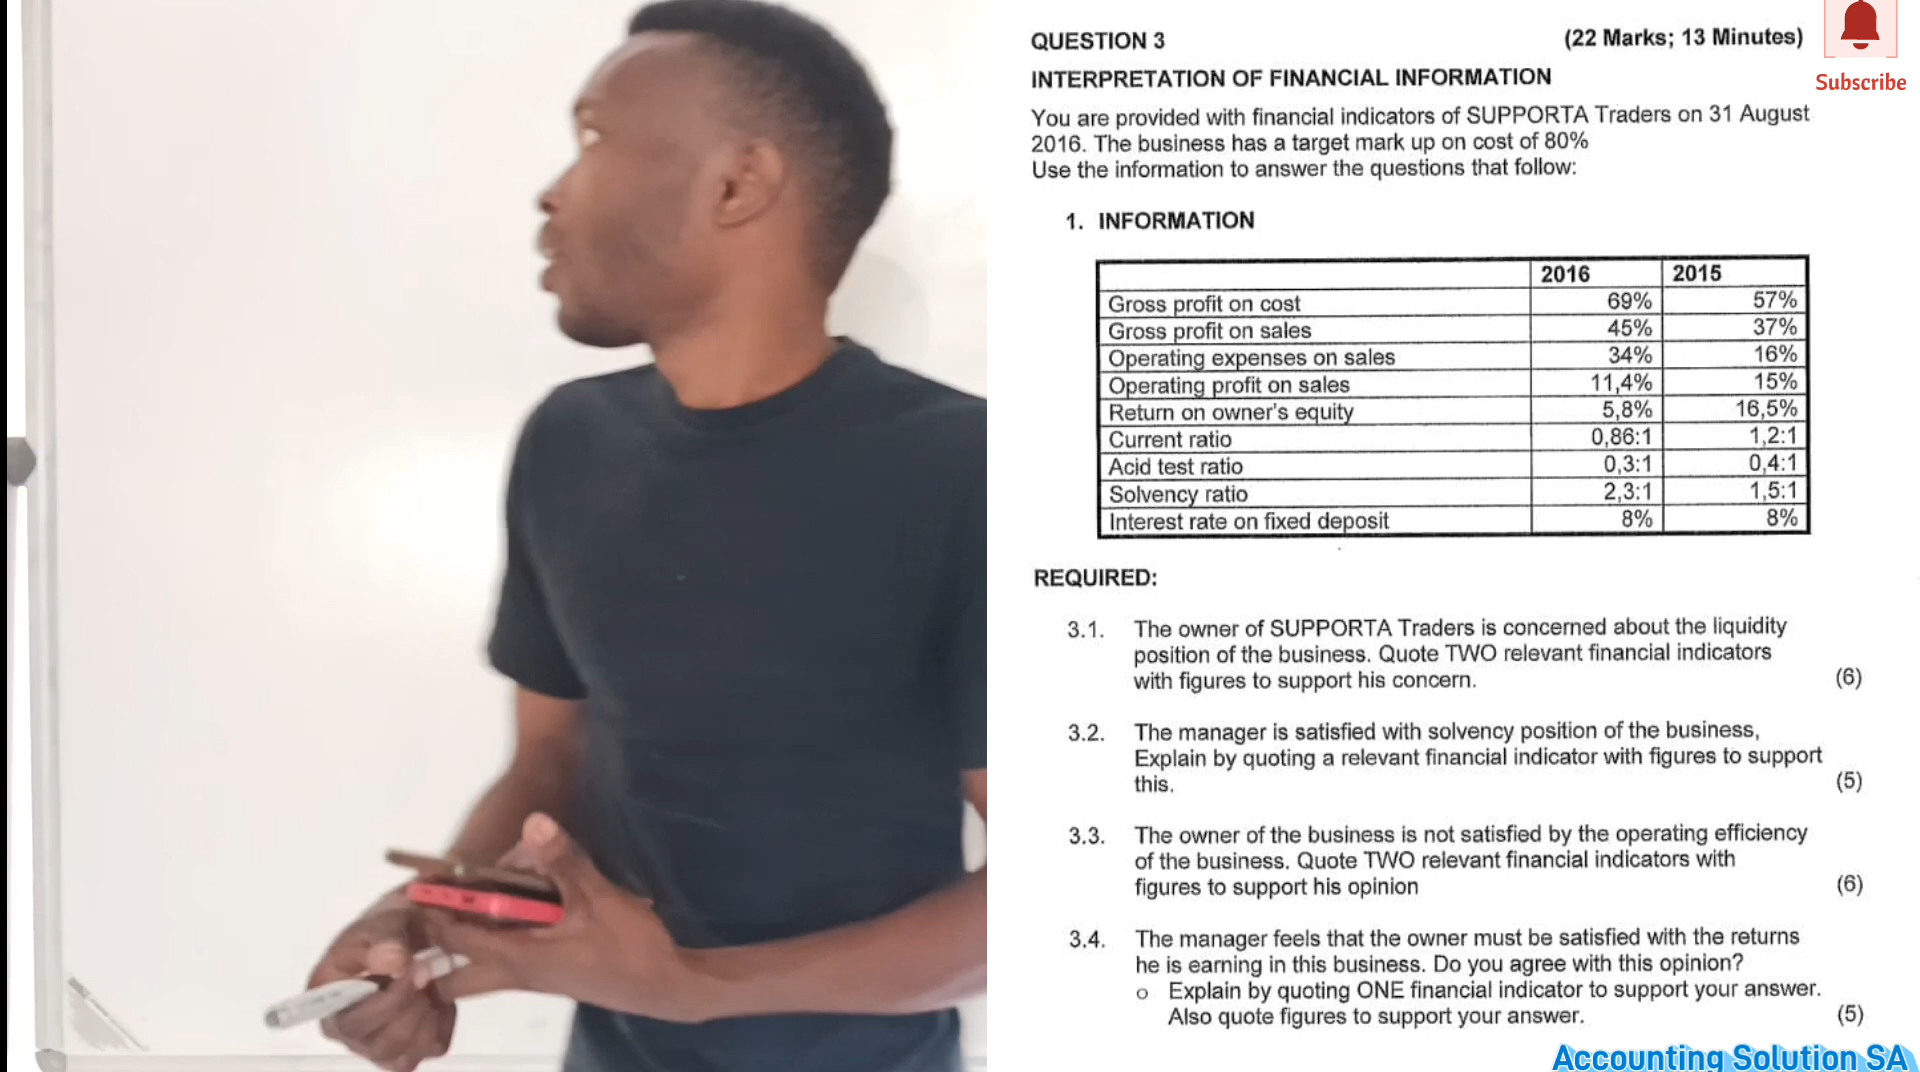 QUESTION 3 (22 Marks; 13 Minutes)
Subscribe
INTERPRETATION OF FINANCIAL INFORMATION
You are provided with financial indicators of SUPPORTA Traders on 31 August
2016. The business has a target mark up on cost of 80%
Use the information to answer the questions that follow:
1. INFORMATION
2016 2015
Gross profit on cost 69% 57%
Gross profit on sales 45% 37%
Operating expenses on sales 34% 16%
Operating profit on sales 11,4% 15%
Return on owner's equity 5,8% 16,5%
Current ratio 0,86:1 1,2:1
Acid test ratio 0,3:1 0,4:1
Solvency ratio 2,3:1 1,5:1
Interest rate on fixed deposit 8% 8%
REQUIRED:
3.1. The owner of SUPPORTA Traders is concerned about the liquidity
position of the business. Quote TWO relevant financial indicators
with figures to support his concern. (6)
3.2. The manager is satisfied with solvency position of the business,
Explain by quoting a relevant financial indicator with figures to support
this. (5)
3.3. The owner of the business is not satisfied by the operating efficiency
of the business. Quote TWO relevant financial indicators with
figures to support his opinion (6)
3.4. The manager feels that the owner must be satisfied with the returns
he is earning in this business. Do you agree with this opinion?
o Explain by quoting ONE financial indicator to support your answer.
Also quote figures to support your answer. (5)
Accounting Solution SA